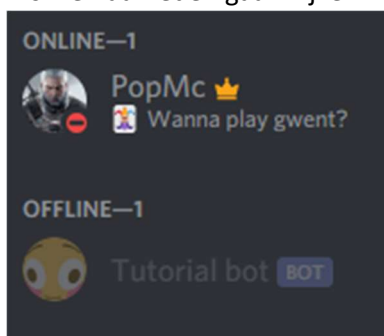 ONLINE—1
PopMc
Wanna play gwent?
OFFLINE—1
Tutorial bot BOT